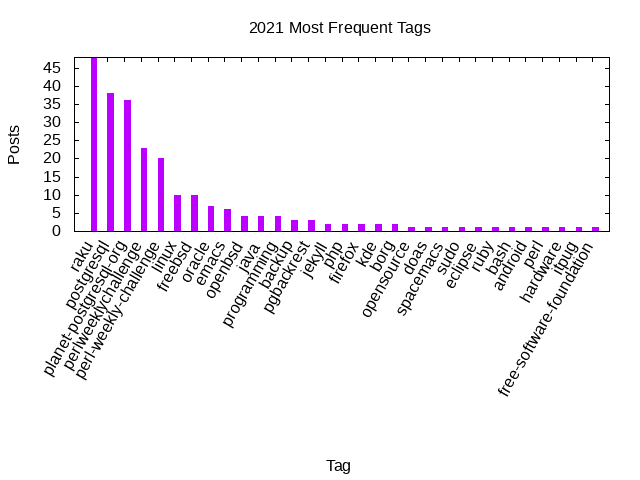 2021 Most Frequent Tags
Posts
45
40
35
30
25
20
15
10
5
0
raku
postgresql
planet-postgresql-org
perlweeklychallenge
perl-weekly-challenge
linux
freebsd
oracle
emacs
openbsd
java
programming
backup
pgbackrest
jekyll
php
firefox
kde
borg
opensource
doas
spacemacs
sudo
eclipse
ruby
bash
android
perl
hardware
itpug
free-software-foundation
Tag